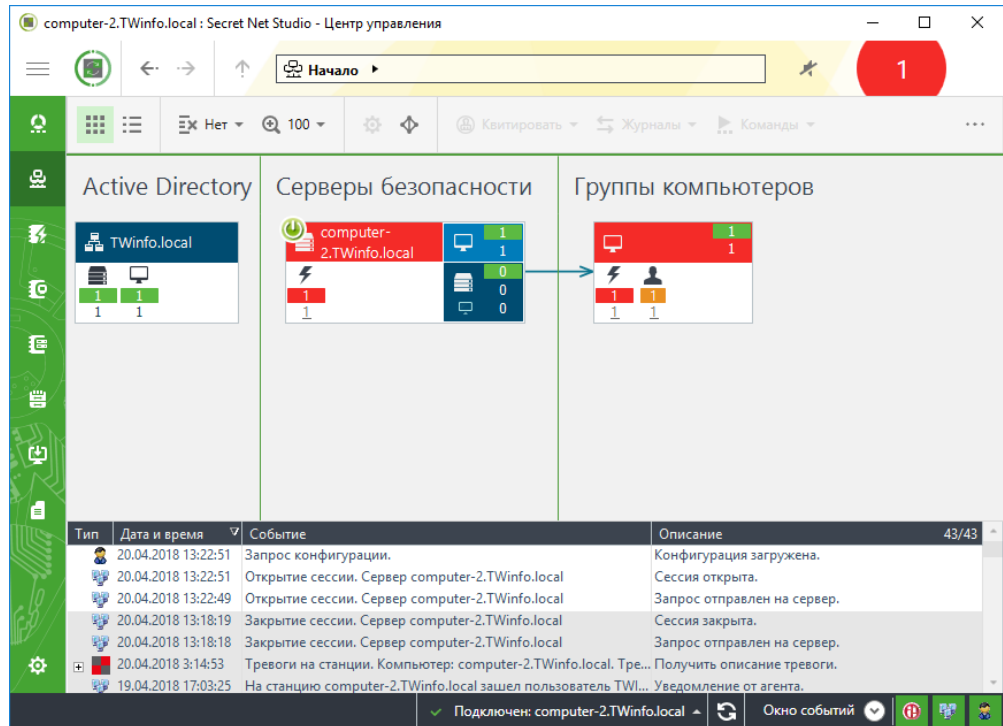 computer-2.TWinfo.local : Secret Net Studio - Центр управления
Начало
1
Нет
100
Квитировать
Журналы
Команды
...
Active Directory
Серверы безопасности
Группы компьютеров
TWinfo.local
1 1
1 1
computer-
2.TWinfo.local
1
1
1
1
0
0
0
1
1
1 1
1 1
Тип Дата и время Событие Описание 43/43
20.04.2018 13:22:51 Запрос конфигурации. Конфигурация загружена.
20.04.2018 13:22:51 Открытие сессии. Сервер computer-2.TWinfo.local Сессия открыта.
20.04.2018 13:22:49 Открытие сессии. Сервер computer-2.TWinfo.local Запрос отправлен на сервер.
20.04.2018 13:18:19 Закрытие сессии. Сервер computer-2.TWinfo.local Сессия закрыта.
20.04.2018 13:18:18 Закрытие сессии. Сервер computer-2.TWinfo.local Запрос отправлен на сервер.
20.04.2018 3:14:53 Тревоги на станции. Компьютер: computer-2.TWinfo.local. Тре... Получить описание тревоги.
19.04.2018 17:03:25 На станцию computer-2.TWinfo.local зашел пользователь TWI... Уведомление от агента.
Подключен: computer-2.TWinfo.local Окно событий